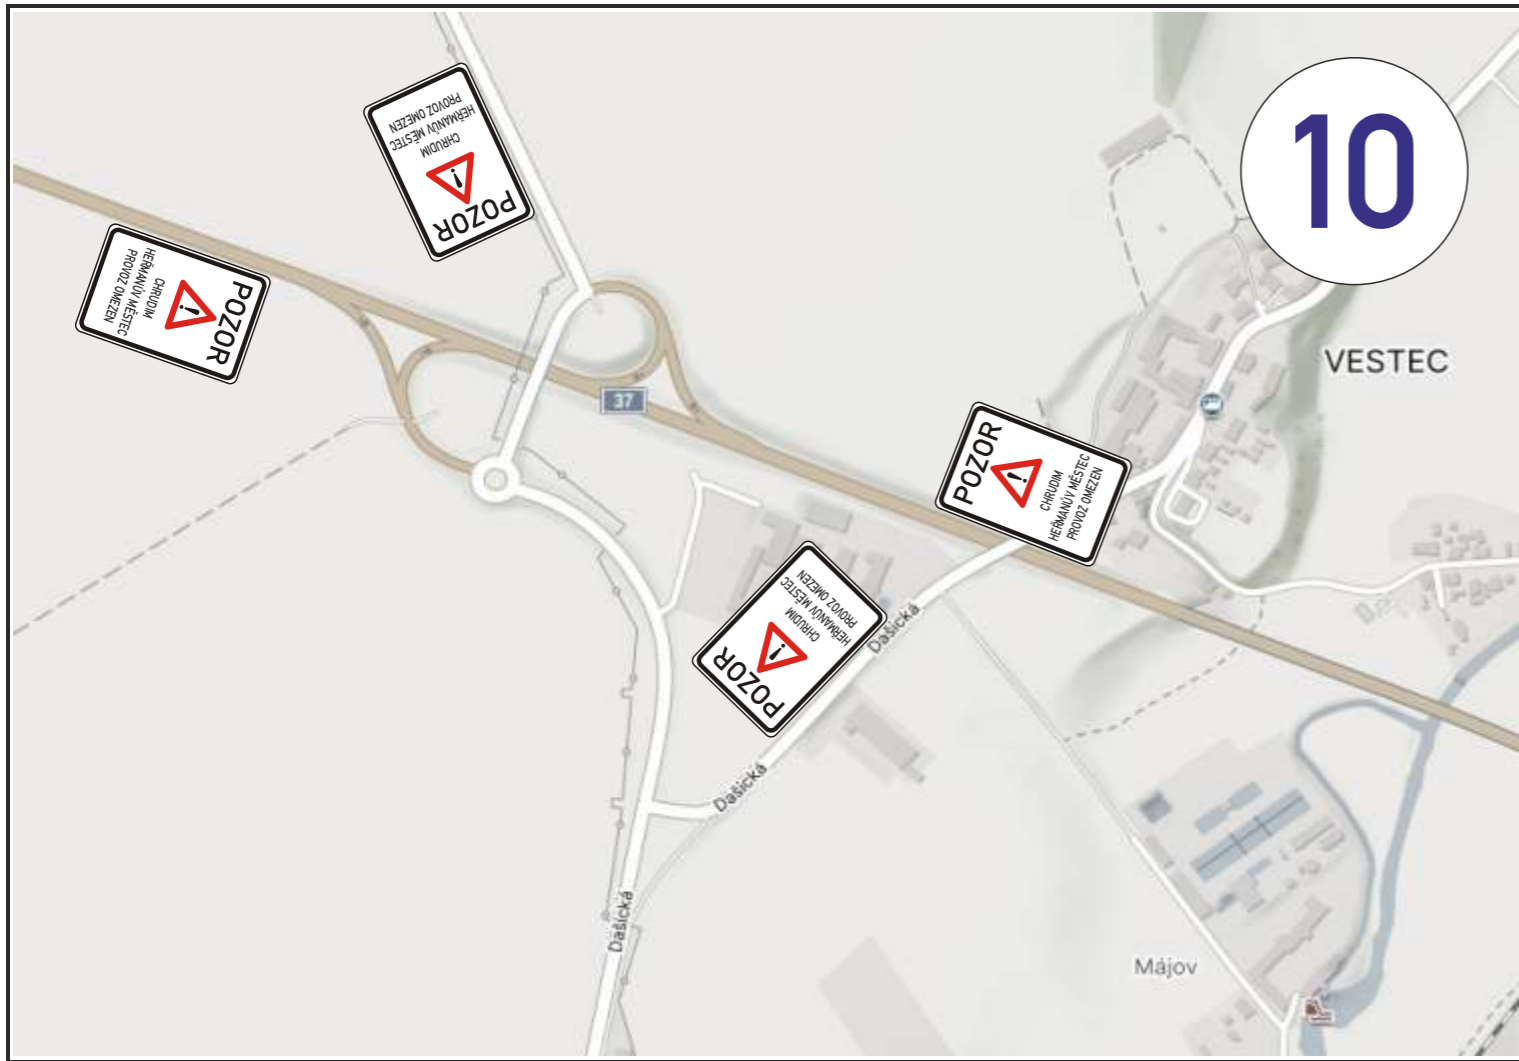 10
POZOR
CHRUDIM
HEŘMANŮV MĚSTEC
PROVOZ OMEZEN
POZOR
CHRUDIM
HEŘMANŮV MĚSTEC
PROVOZ OMEZEN
VESTEC
37
POZOR
CHRUDIM
HEŘMANŮV MĚSTEC
PROVOZ OMEZEN
POZOR
CHRUDIM
HEŘMANŮV MĚSTEC
PROVOZ OMEZEN
Dašická
Dašická
Dašická
Májov